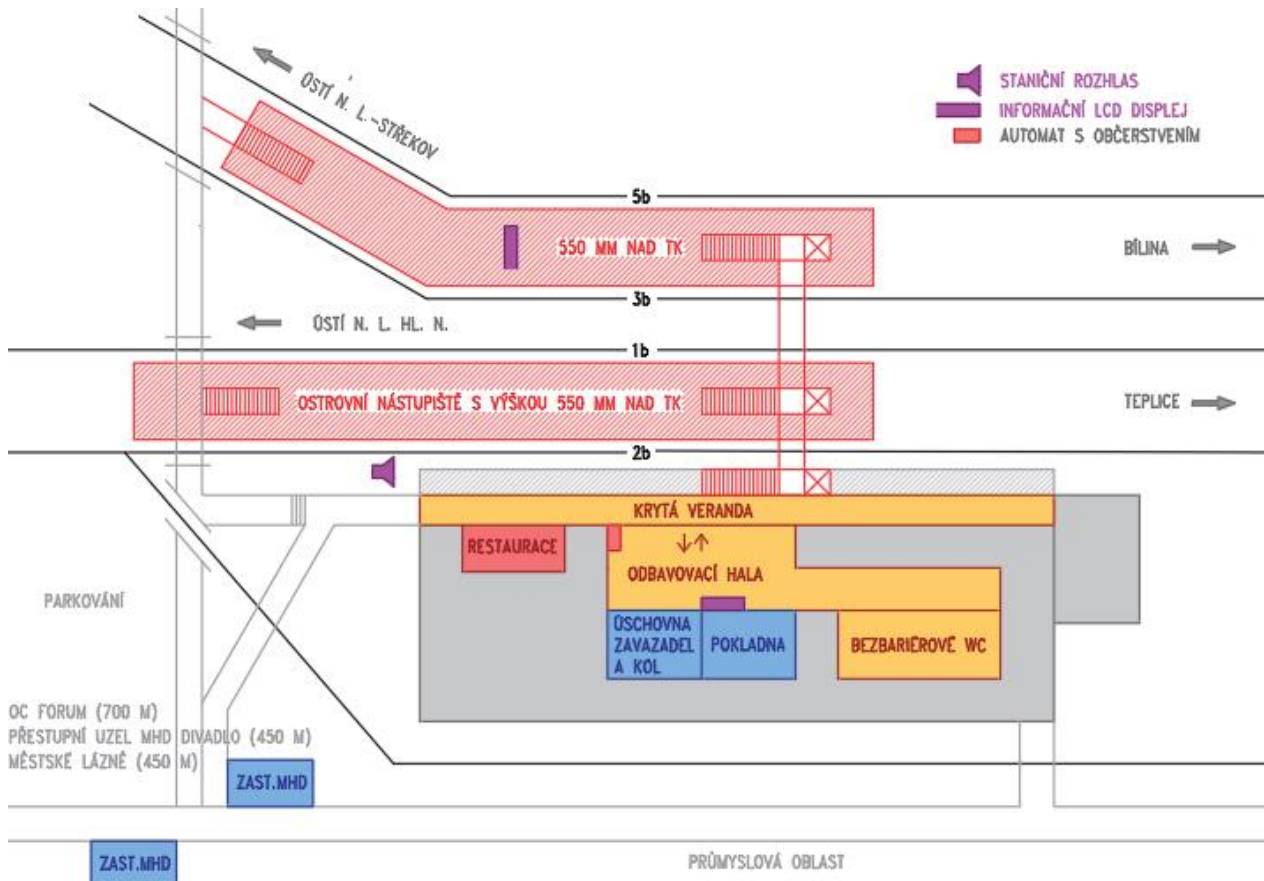 STANIČNÍ ROZHLAS
INFORMAČNÍ LCD DISPLEJ
AUTOMAT S OBČERSTVENÍM
ÚSTÍ N. L.-STŘEKOV
5b
550 MM NAD TK
BÍLINA
3b
ÚSTÍ N. L. HL. N.
1b
OSTROVNÍ NÁSTUPIŠTĚ S VÝŠKOU 550 MM NAD TK
TEPLICE
2b
KRYTÁ VERANDA
RESTAURACE
ODBAVOVACÍ HALA
ÚSCHOVNA
ZAVAZADEL
A KOL
POKLADNA
BEZBARIÉROVÉ WC
PARKOVÁNÍ
OC FORUM (700 M)
PŘESTUPNÍ UZEL MHD DIVADLO (450 M)
MĚSTSKÉ LÁZNĚ (450 M)
ZAST.MHD
ZAST.MHD
PRŮMYSLOVÁ OBLAST